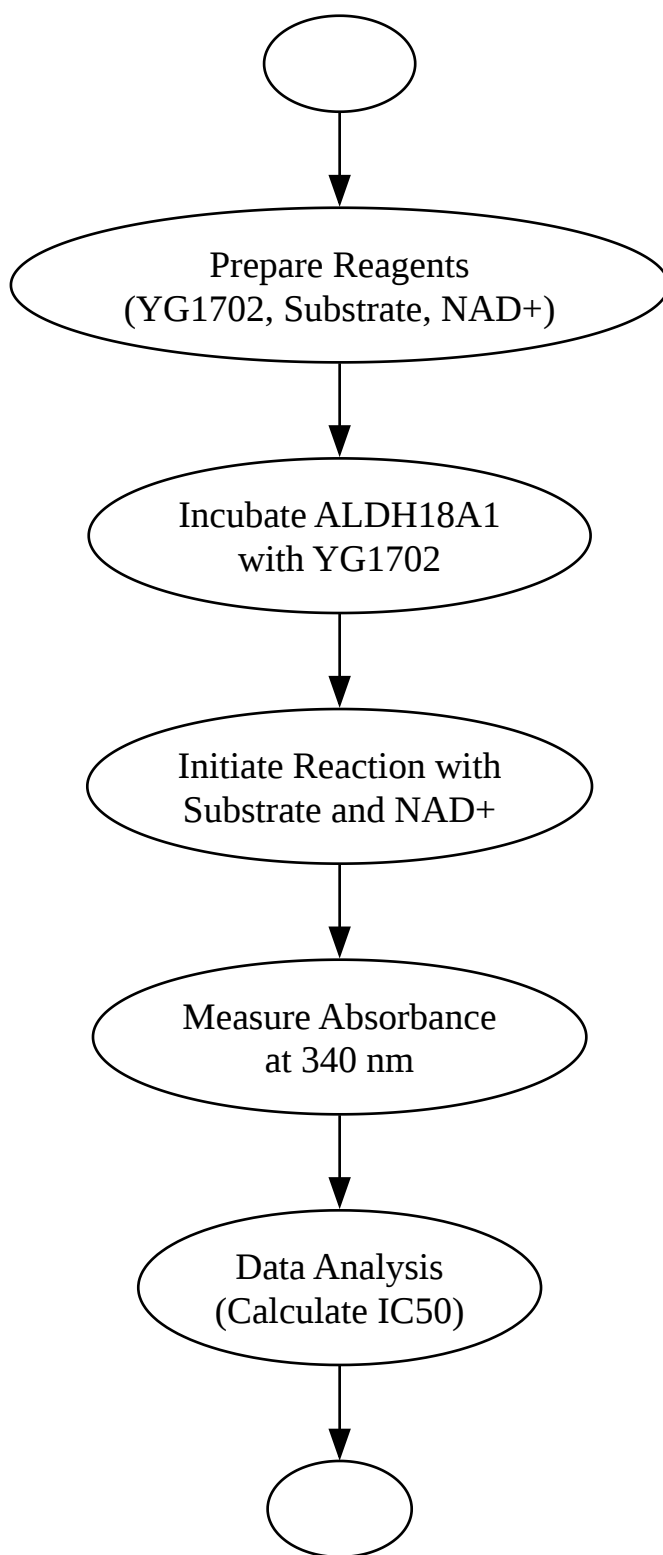 Prepare Reagents
(YG1702, Substrate, NAD+)
Incubate ALDH18A1
with YG1702
Initiate Reaction with
Substrate and NAD+
Measure Absorbance
at 340 nm
Data Analysis
(Calculate IC50)